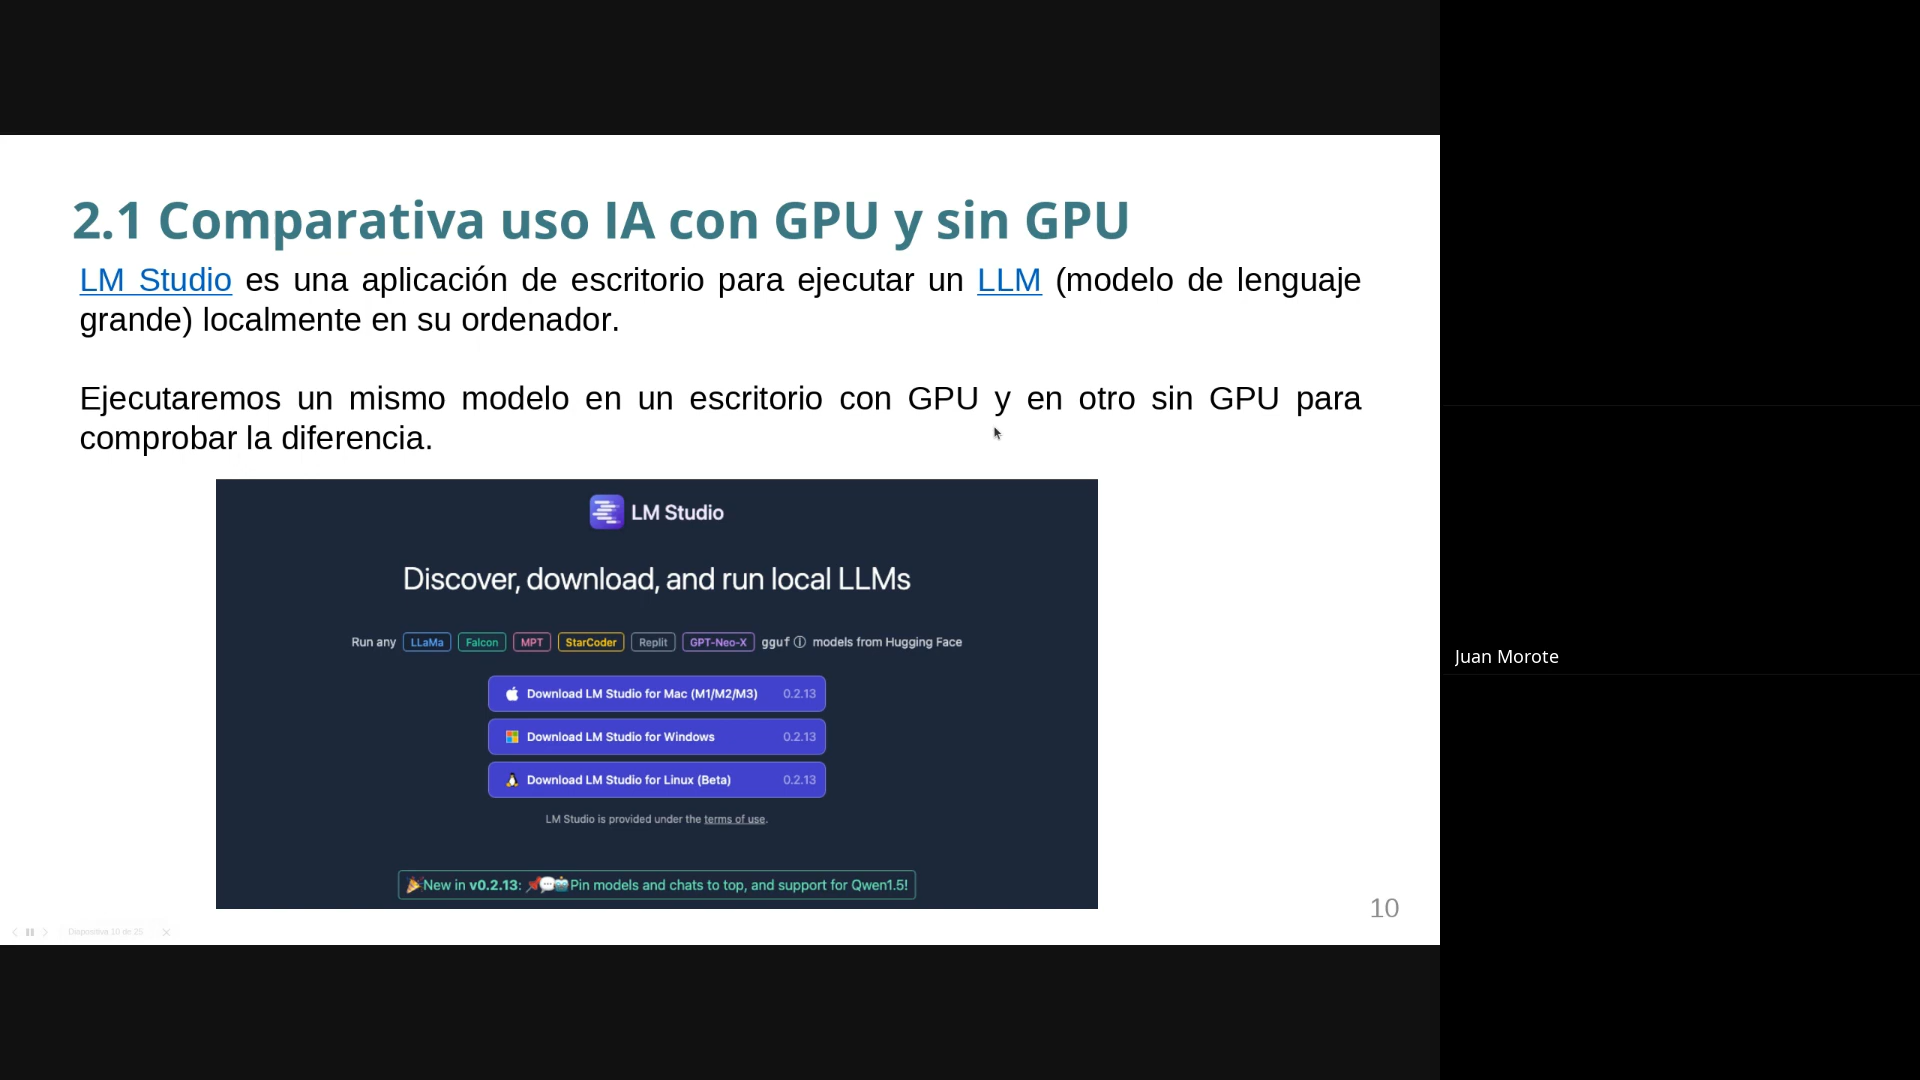 2.1 Comparativa uso IA con GPU y sin GPU
LM Studio es una aplicación de escritorio para ejecutar un LLM (modelo de lenguaje
grande) localmente en su ordenador.
Ejecutaremos un mismo modelo en un escritorio con GPU y en otro sin GPU para
comprobar la diferencia.
LM Studio
Discover, download, and run local LLMs
Run any LLaMa Falcon MPT StarCoder Replit GPT-Neo-X gguf models from Hugging Face
Download LM Studio for Mac (M1/M2/M3) 0.2.13
Download LM Studio for Windows 0.2.13
Download LM Studio for Linux (Beta) 0.2.13
LM Studio is provided under the terms of use.
New in v0.2.13: Pin models and chats to top, and support for Qwen1.5!
10
Juan Morote